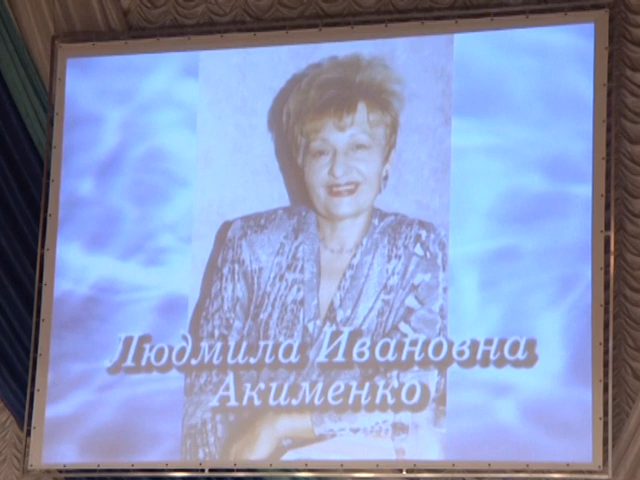 Людмила Ивановна
Акименко